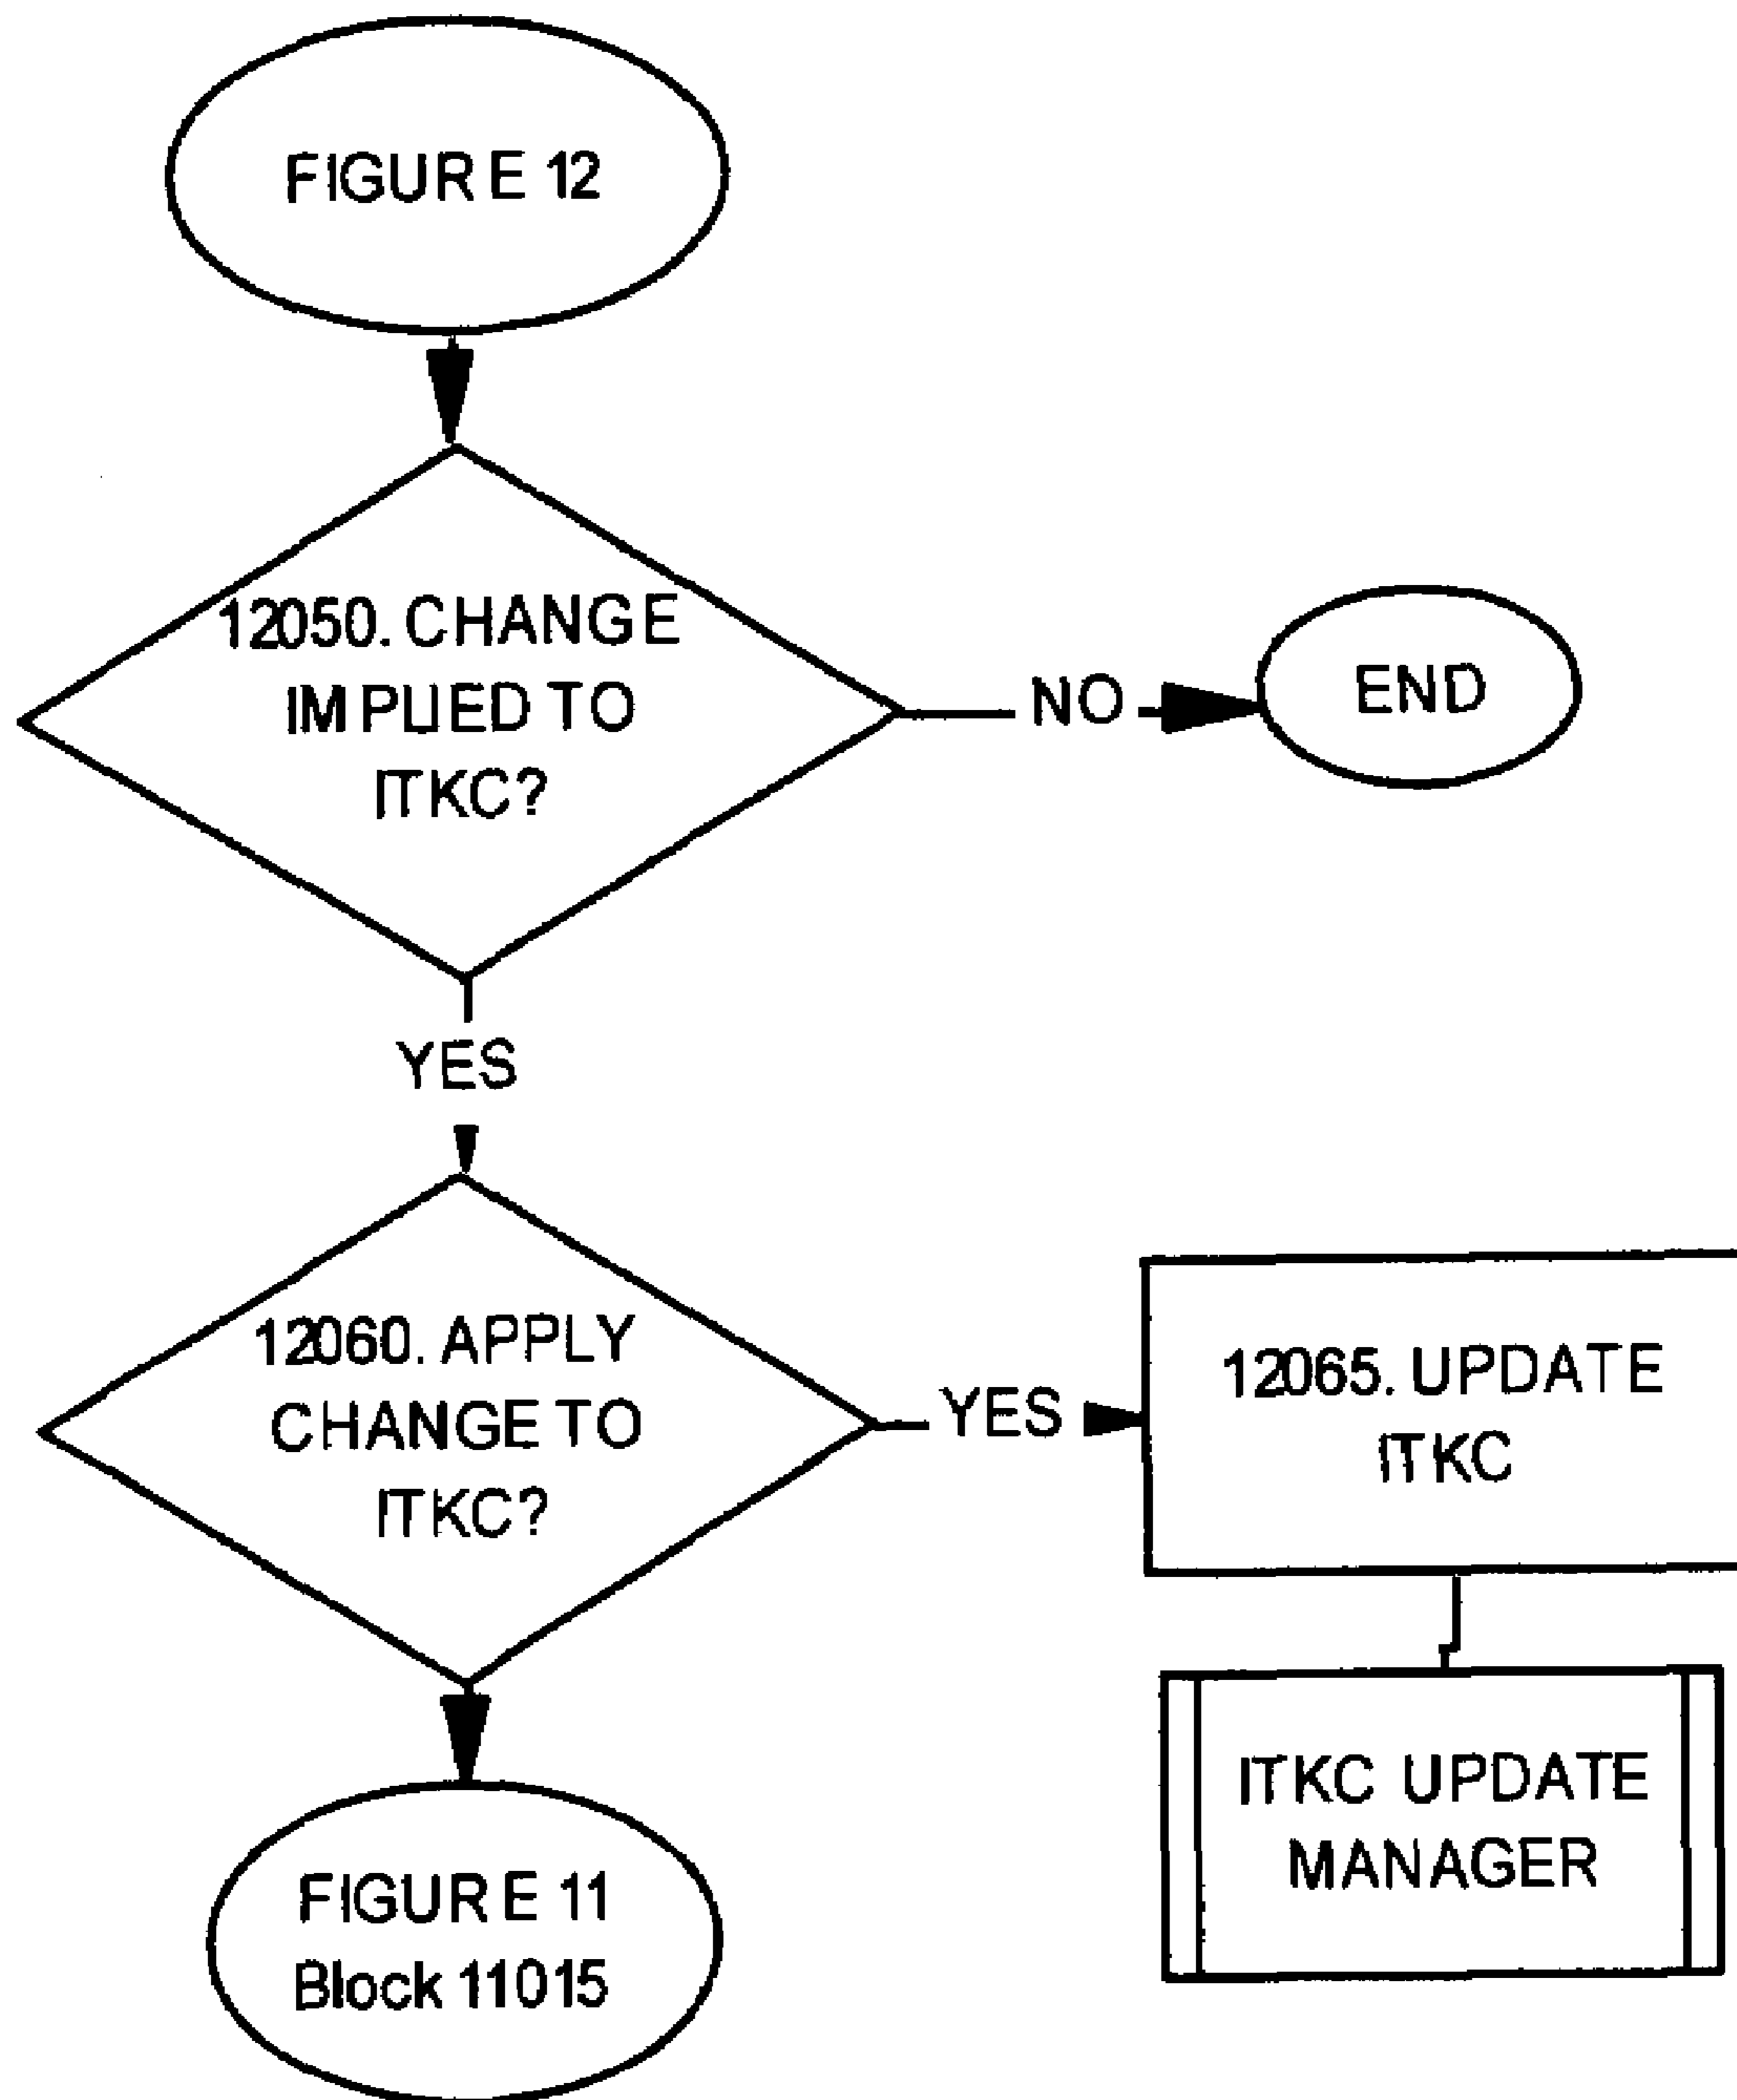 FIGURE 12
12050. CHANGE
IMPLIED TO
ITKC?
NO
END
YES
12060. APPLY
CHANGE TO
ITKC?
YES
12065. UPDATE
ITKC
ITKC UPDATE
MANAGER
FIGURE 11
Block 11015